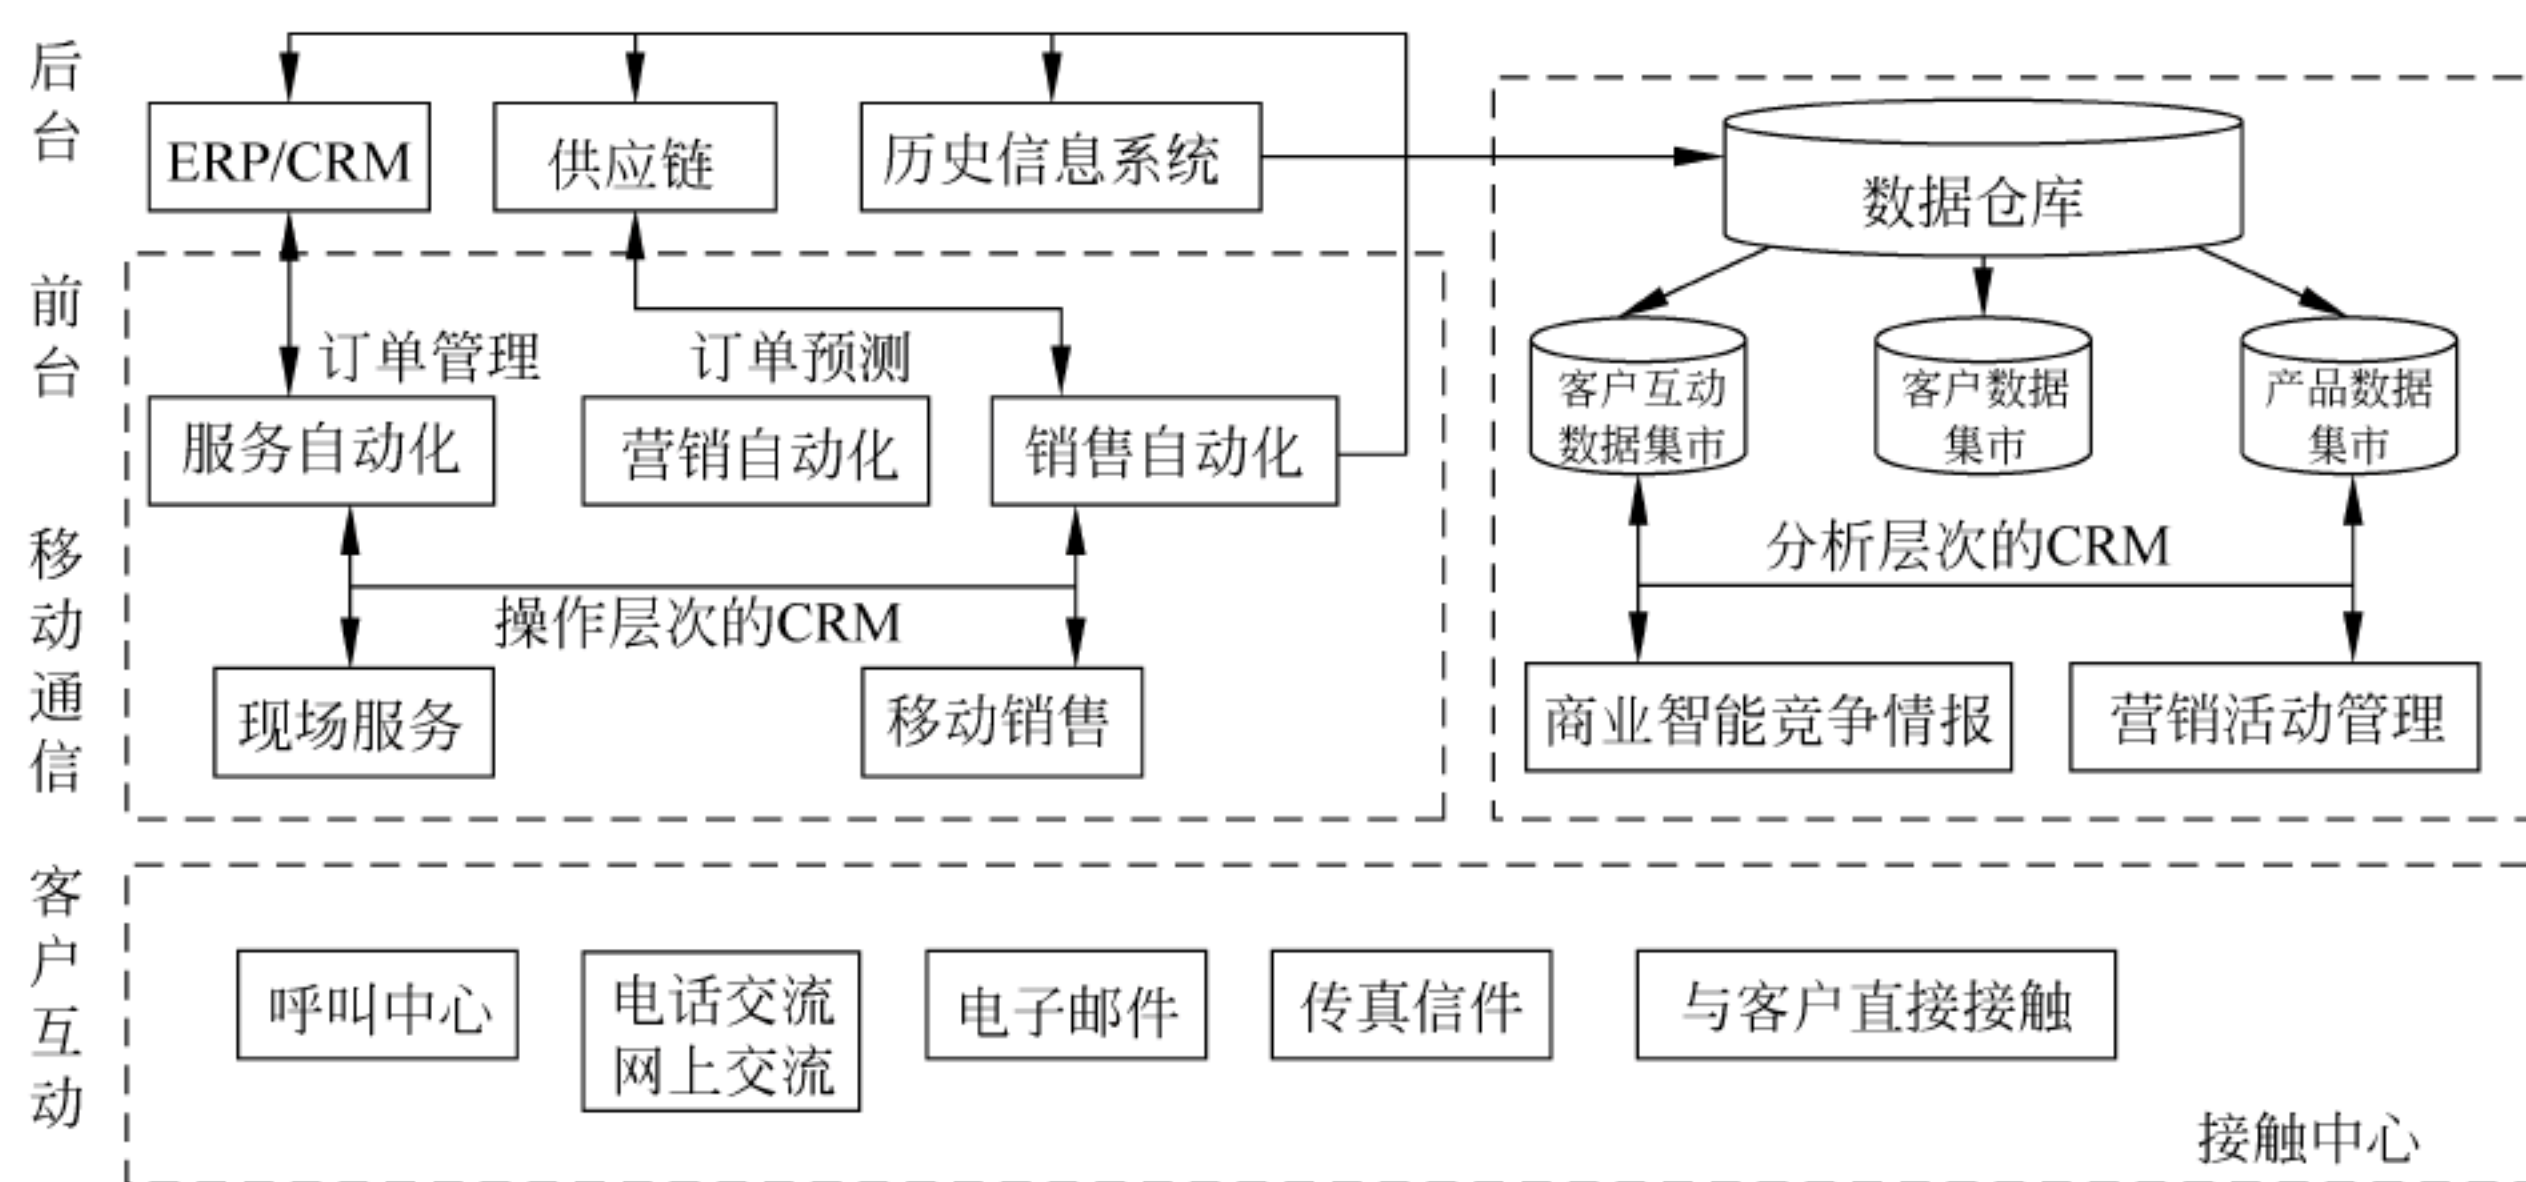 后台
ERP/CRM
供应链
历史信息系统
数据仓库
前台
订单管理
订单预测
服务自动化
营销自动化
销售自动化
客户互动
数据集市
客户数据
集市
产品数据
集市
移动通信
操作层次的CRM
分析层次的CRM
现场服务
移动销售
商业智能竞争情报
营销活动管理
客户互动
呼叫中心
电话交流
网上交流
电子邮件
传真信件
与客户直接接触
接触中心